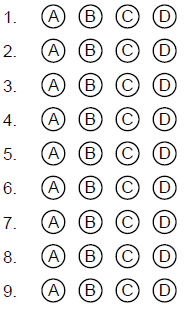 1. A B C D
2. A B C D
3. A B C D
4. A B C D
5. A B C D
6. A B C D
7. A B C D
8. A B C D
9. A B C D